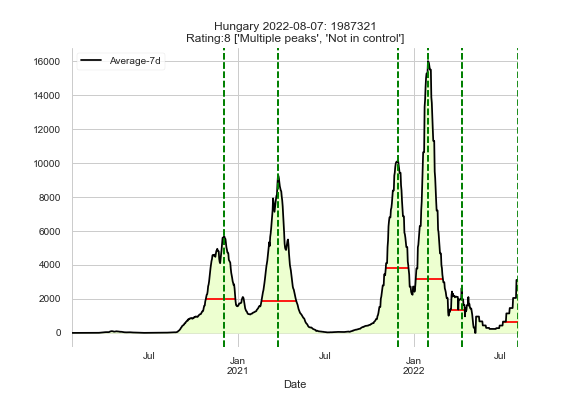 Hungary 2022-08-07: 1987321
Rating:8 ['Multiple peaks', 'Not in control']
Average-7d
16000
14000
12000
10000
8000
6000
4000
2000
0
Jul
Jan
2021
Jul
Jan
2022
Jul
Date